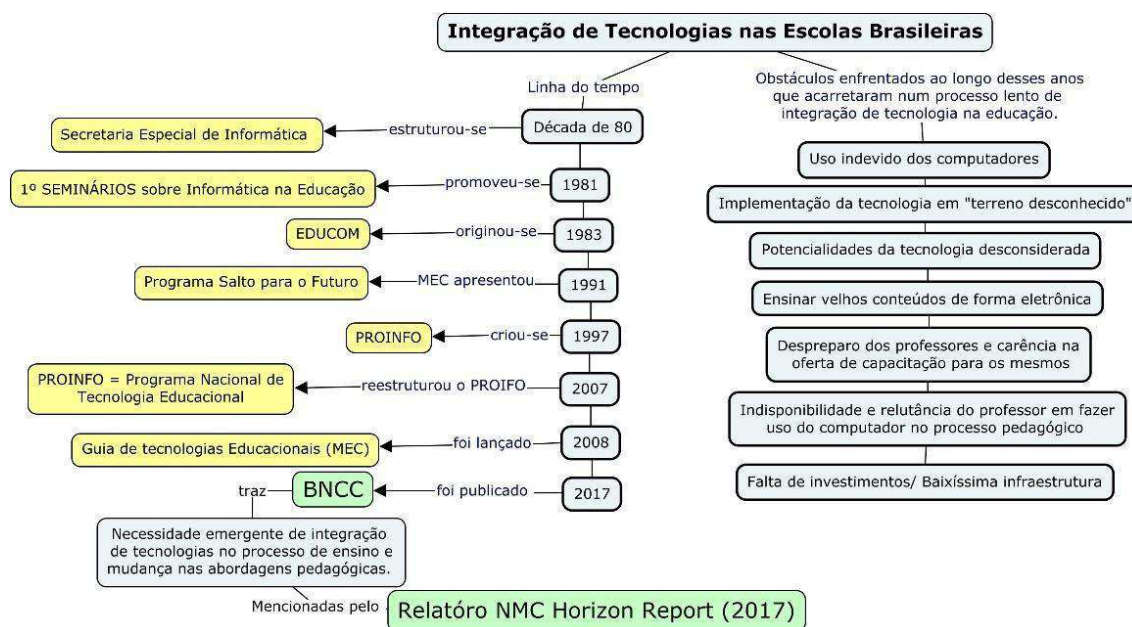 Integração de Tecnologias nas Escolas Brasileiras
Linha do tempo
Década de 80
estruturou-se
Secretaria Especial de Informática
1981
promoveu-se
1º SEMINÁRIOS sobre Informática na Educação
1983
originou-se
EDUCOM
1991
MEC apresentou
Programa Salto para o Futuro
1997
criou-se
PROINFO
2007
reestruturou o PROIFO
PROINFO = Programa Nacional de
Tecnologia Educacional
2008
foi lançado
Guia de tecnologias Educacionais (MEC)
2017
foi publicado
BNCC
traz
Necessidade emergente de integração
de tecnologias no processo de ensino e
mudança nas abordagens pedagógicas.
Mencionadas pelo
Relatóro NMC Horizon Report (2017)
Obstáculos enfrentados ao longo desses anos
que acarretaram num processo lento de
integração de tecnologia na educação.
Uso indevido dos computadores
Implementação da tecnologia em "terreno desconhecido"
Potencialidades da tecnologia desconsiderada
Ensinar velhos conteúdos de forma eletrônica
Despreparo dos professores e carência na
oferta de capacitação para os mesmos
Indisponibilidade e relutância do professor em fazer
uso do computador no processo pedagógico
Falta de investimentos/ Baixíssima infraestrutura